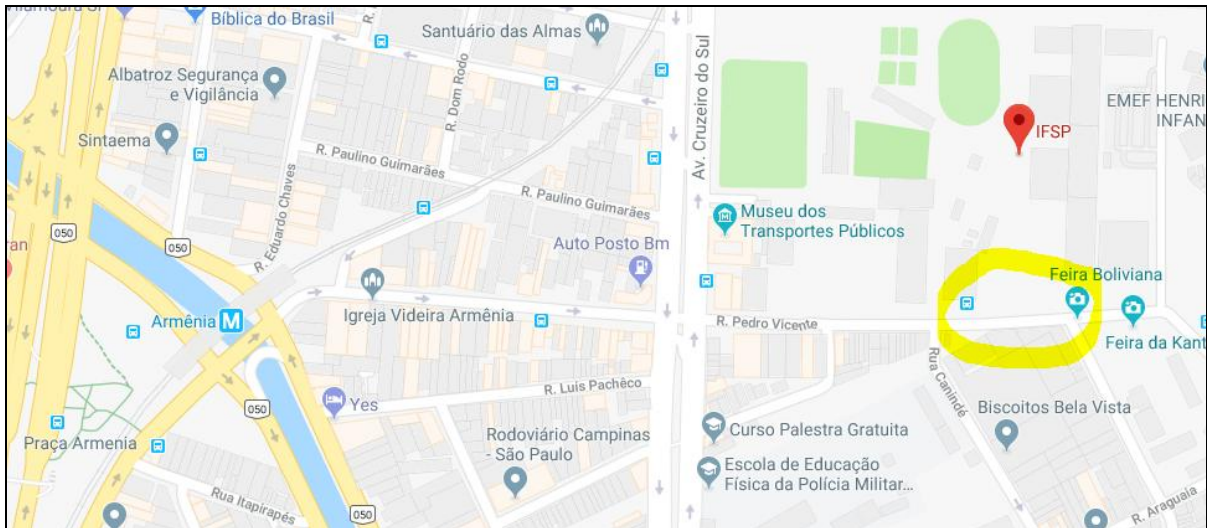 Bíblica do Brasil
Santuário das Almas
Albatroz Segurança
e Vigilância
R. Dom Rodo
Av. Cruzeiro do Sul
EMEF HENRI
INFAN
IFSP
Sintaema
R. Paulino Guimarães
R. Eduardo Chaves
R. Paulino Guimarães
Museu dos
Transportes Públicos
050
050
ran
Auto Posto Bm
Feira Boliviana
Igreja Videira Armênia
Armênia
M
R. Pedro Vicente
Feira da Kant
Rua Canindé
R. Luis Pachêco
Yes
050
Biscoitos Bela Vista
Praça Armenia
Rodoviário Campinas
- São Paulo
Curso Palestra Gratuita
Escola de Educação
Física da Polícia Militar...
Rua Itapirapés
050
R. Araguaia